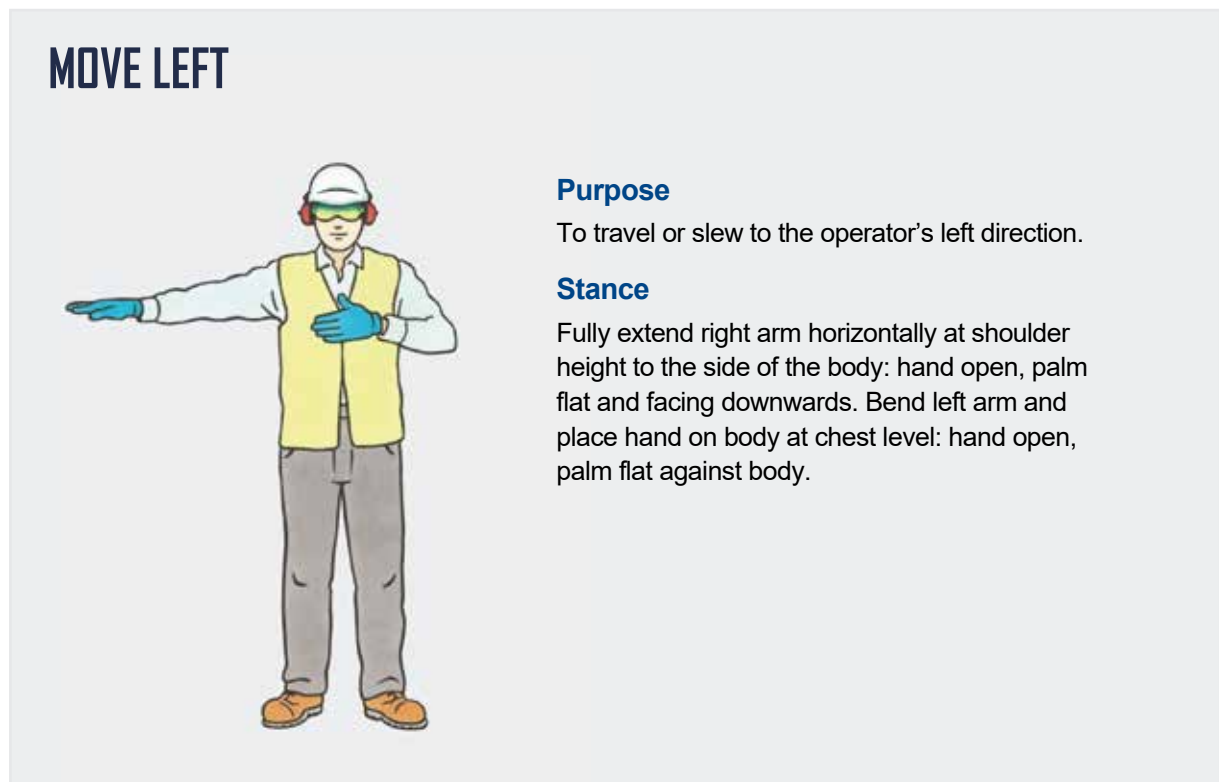 MOVE LEFT
Purpose
To travel or slew to the operator’s left direction.
Stance
Fully extend right arm horizontally at shoulder
height to the side of the body: hand open, palm
flat and facing downwards. Bend left arm and
place hand on body at chest level: hand open,
palm flat against body.